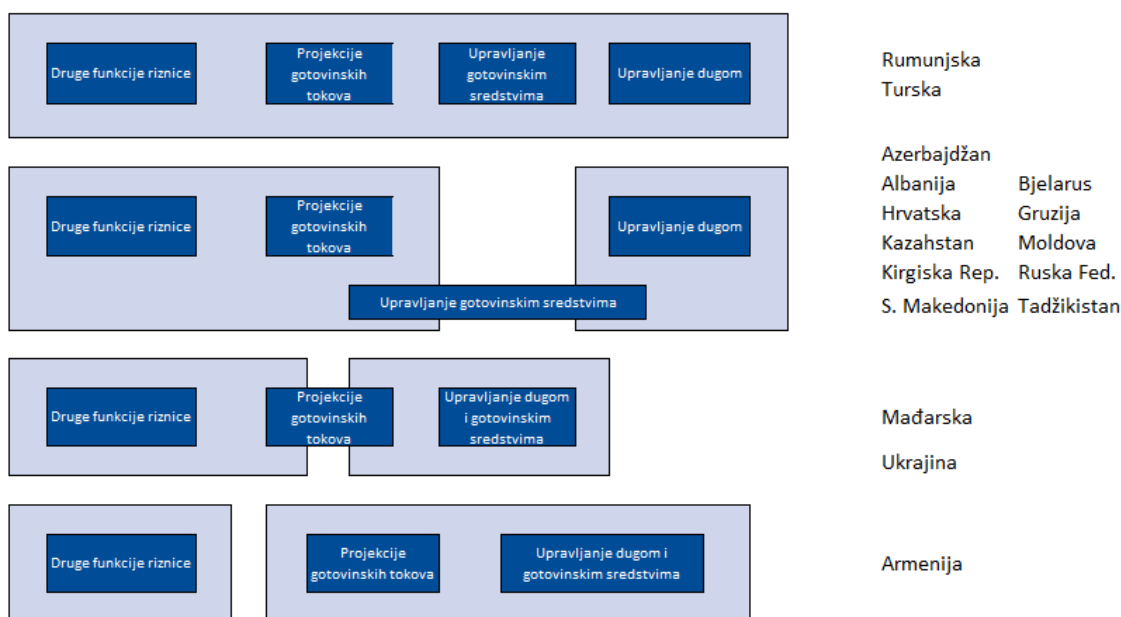 Druge funkcije riznice
Projekcije
gotovinskih
tokova
Upravljanje
gotovinskim
sredstvima
Upravljanje dugom
Rumunjska
Turska
Druge funkcije riznice
Projekcije
gotovinskih
tokova
Upravljanje dugom
Upravljanje gotovinskim sredstvima
Azerbajdžan
Albanija Bjelarus
Hrvatska Gruzija
Kazahstan Moldova
Kirgiska Rep. Ruska Fed.
S. Makedonija Tadžikistan
Druge funkcije riznice
Projekcije
gotovinskih
tokova
Upravljanje dugom
i gotovinskim
sredstvima
Mađarska
Ukrajina
Druge funkcije riznice
Projekcije
gotovinskih tokova
Upravljanje dugom i
gotovinskim sredstvima
Armenija